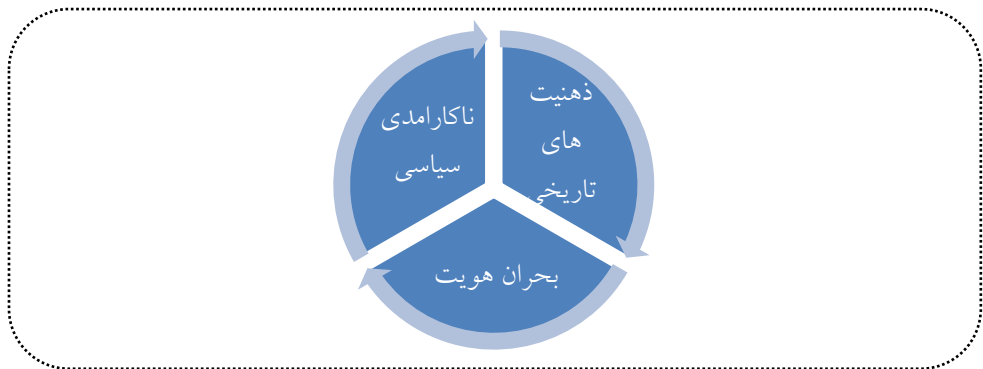 ذهنیت
های
تاریخی
ناکارامدی
سیاسی
بحران هویت